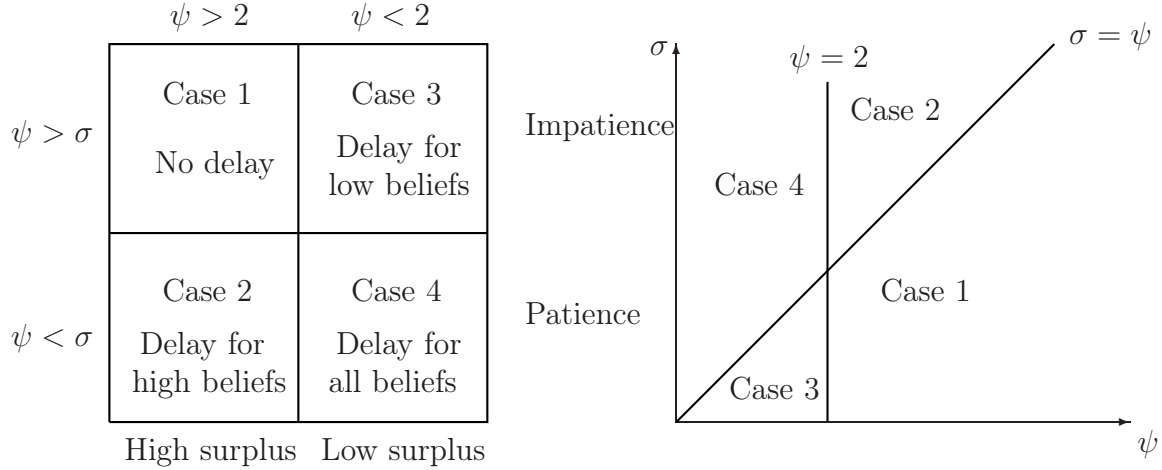 ψ > 2
ψ < 2
ψ > σ
Case 1
No delay
Case 3
Delay for
low beliefs
ψ < σ
Case 2
Delay for
high beliefs
Case 4
Delay for
all beliefs
High surplus
Low surplus
Impatience
Patience
σ
ψ = 2
σ = ψ
Case 2
Case 4
Case 1
Case 3
ψ